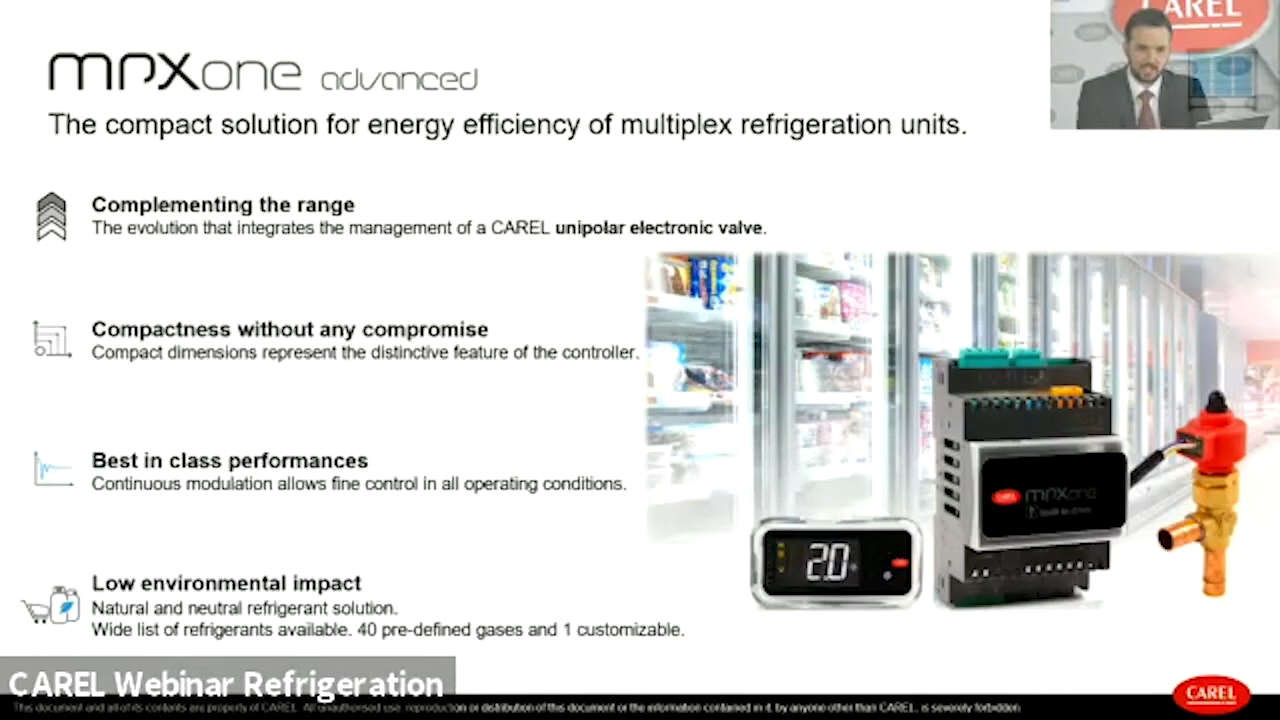 CAREL
mpxone advanced
The compact solution for energy efficiency of multiplex refrigeration units.
Complementing the range
The evolution that integrates the management of a CAREL unipolar electronic valve.
Compactness without any compromise
Compact dimensions represent the distinctive feature of the controller.
Best in class performances
Continuous modulation allows fine control in all operating conditions.
CAREL mpxone
2.0
Low environmental impact
Natural and neutral refrigerant solution.
Wide list of refrigerants available. 40 pre-defined gases and 1 customizable.
CAREL Webinar Refrigeration
CAREL
This document and all of its contents are property of CAREL. All unauthorised use, reproduction or distribution of this document or the information contained in it, by anyone other than CAREL, is severely forbidden